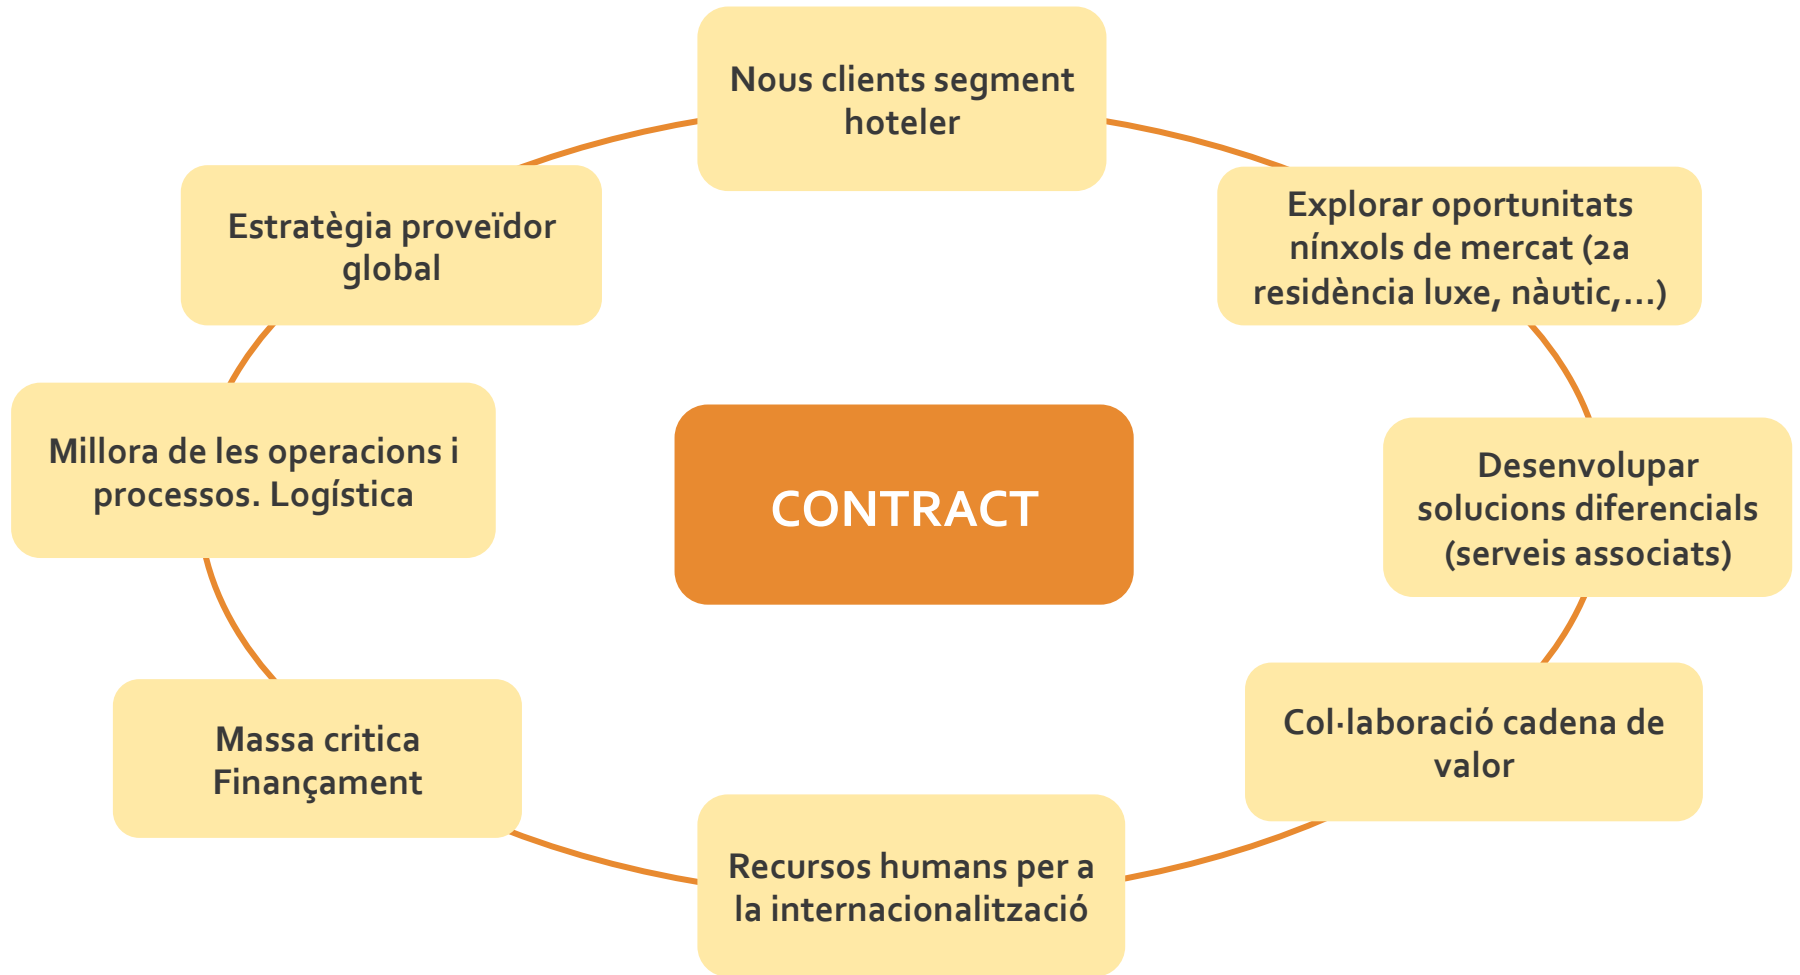 Nous clients segment
hoteler
Explorar oportunitats
nínxols de mercat (2a
residència luxe, nàutic,...)
Desenvolupar
solucions diferencials
(serveis associats)
Col·laboració cadena de
valor
Recursos humans per a
la internacionalització
Massa critica
Finançament
Millora de les operacions i
processos. Logística
Estratègia proveïdor
global
CONTRACT